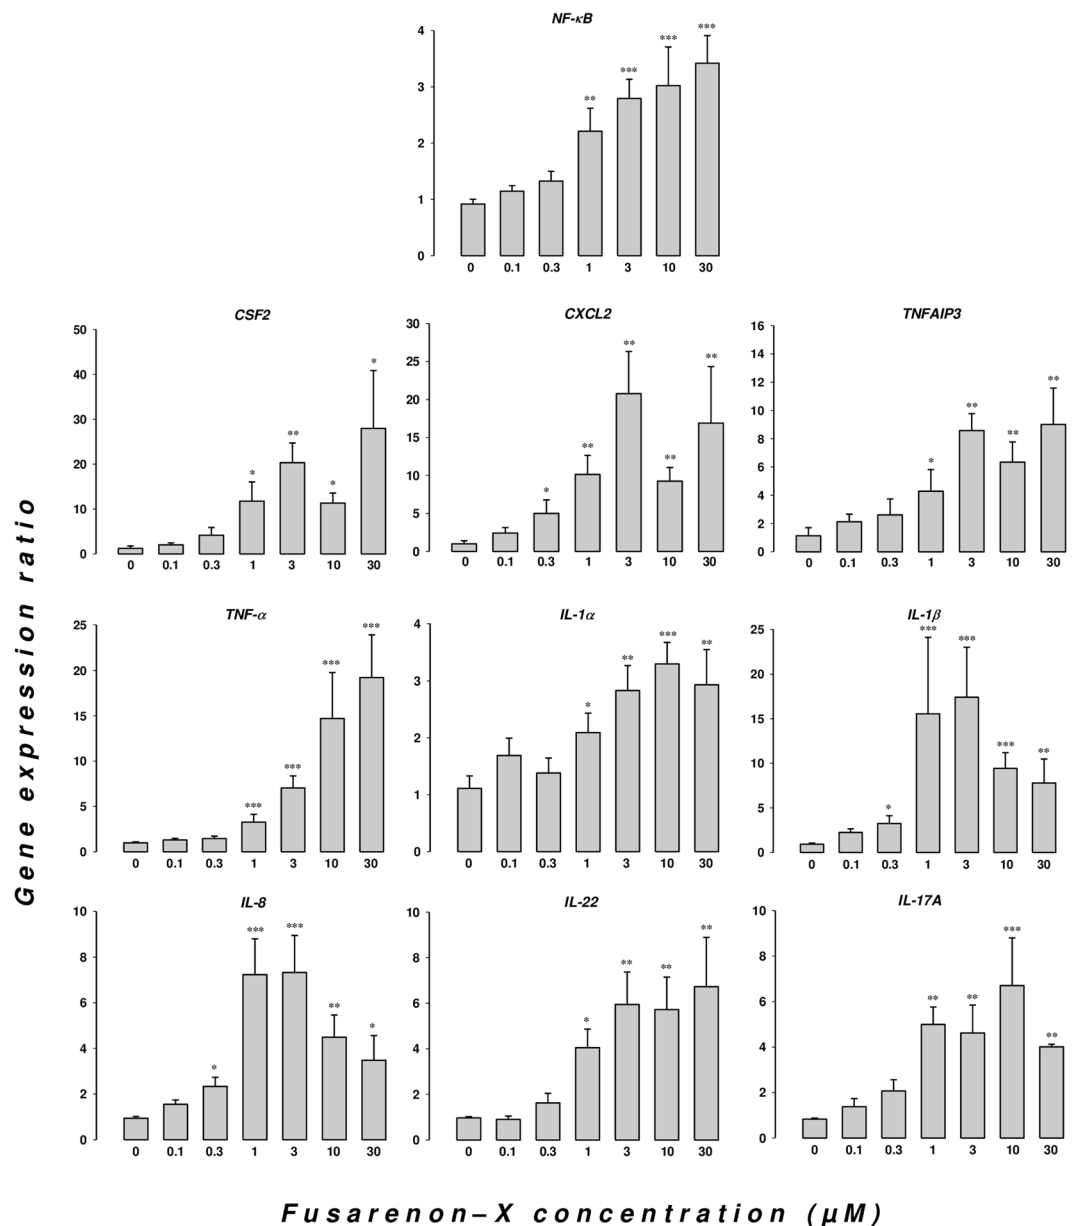 NF-κB
4
3
2
1
0
** *** *** ***
0 0.1 0.3 1 3 10 30
CSF2
50
40
30
20
10
0
* ** * *
0 0.1 0.3 1 3 10 30
CXCL2
30
25
20
15
10
5
0
* ** ** ** **
0 0.1 0.3 1 3 10 30
TNFAIP3
16
14
12
10
8
6
4
2
0
* ** ** **
0 0.1 0.3 1 3 10 30
Gene expression ratio
TNF-α
25
20
15
10
5
0
*** *** *** ***
0 0.1 0.3 1 3 10 30
IL-1α
4
3
2
1
0
* ** *** **
0 0.1 0.3 1 3 10 30
IL-1β
25
20
15
10
5
0
* *** *** *** **
0 0.1 0.3 1 3 10 30
IL-8
10
8
6
4
2
0
* *** *** ** *
0 0.1 0.3 1 3 10 30
IL-22
10
8
6
4
2
0
* ** ** **
0 0.1 0.3 1 3 10 30
IL-17A
10
8
6
4
2
0
** ** *** **
0 0.1 0.3 1 3 10 30
Fusarenon–X concentration (µM)